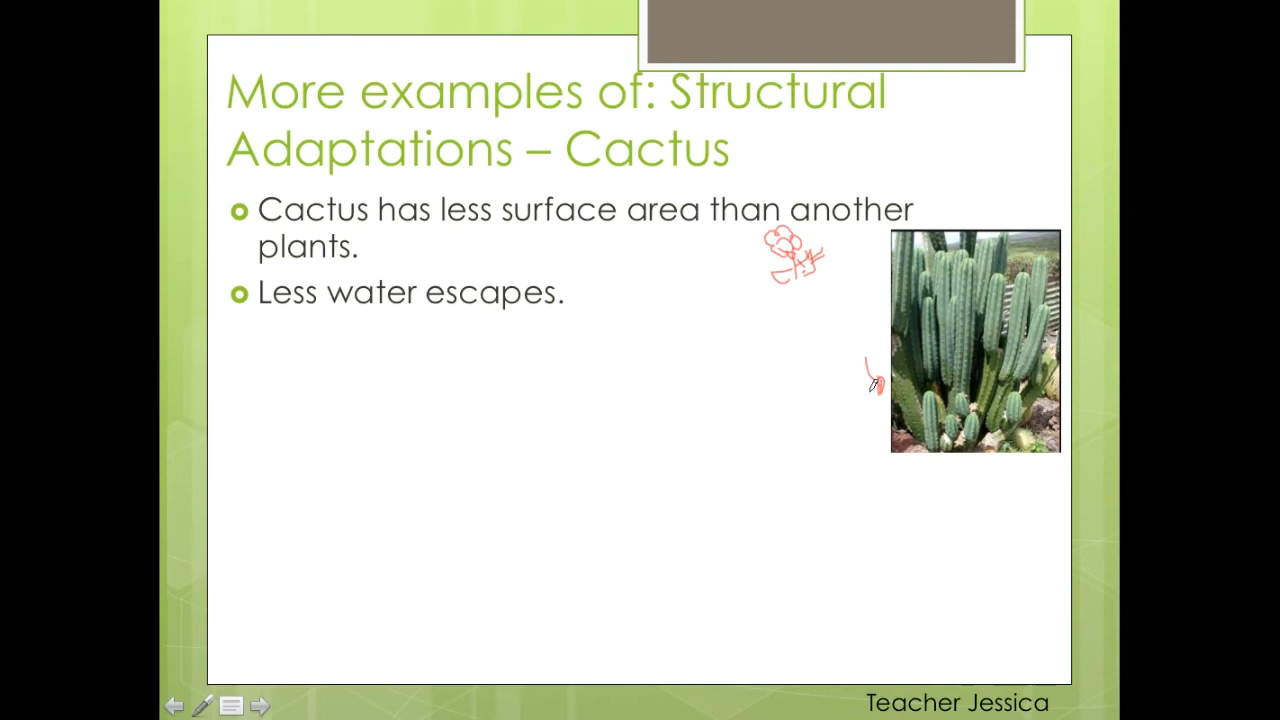 More examples of: Structural
Adaptations – Cactus
Cactus has less surface area than another
plants.
Less water escapes.
Teacher Jessica